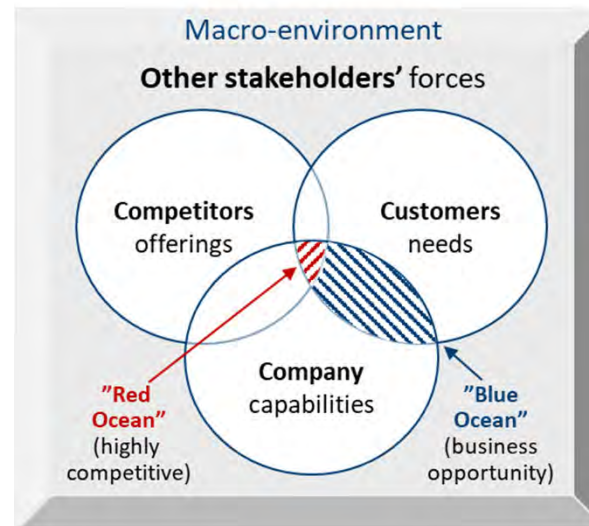 Macro-environment
Other stakeholders’ forces
Competitors
offerings
Customers
needs
Company
capabilities
”Red
Ocean”
(highly
competitive)
”Blue
Ocean”
(business
opportunity)